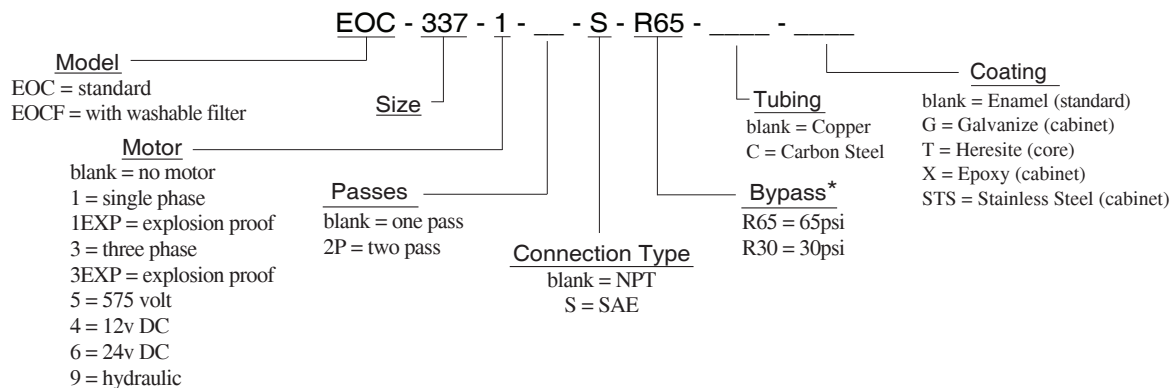 EOC - 337 - 1 - __ - S - R65 - ____ - ____
Model
EOC = standard
EOCF = with washable filter
Size
Motor
blank = no motor
1 = single phase
1EXP = explosion proof
3 = three phase
3EXP = explosion proof
5 = 575 volt
4 = 12v DC
6 = 24v DC
9 = hydraulic
Passes
blank = one pass
2P = two pass
Connection Type
blank = NPT
S = SAE
Bypass*
R65 = 65psi
R30 = 30psi
Tubing
blank = Copper
C = Carbon Steel
Coating
blank = Enamel (standard)
G = Galvanize (cabinet)
T = Heresite (core)
X = Epoxy (cabinet)
STS = Stainless Steel (cabinet)